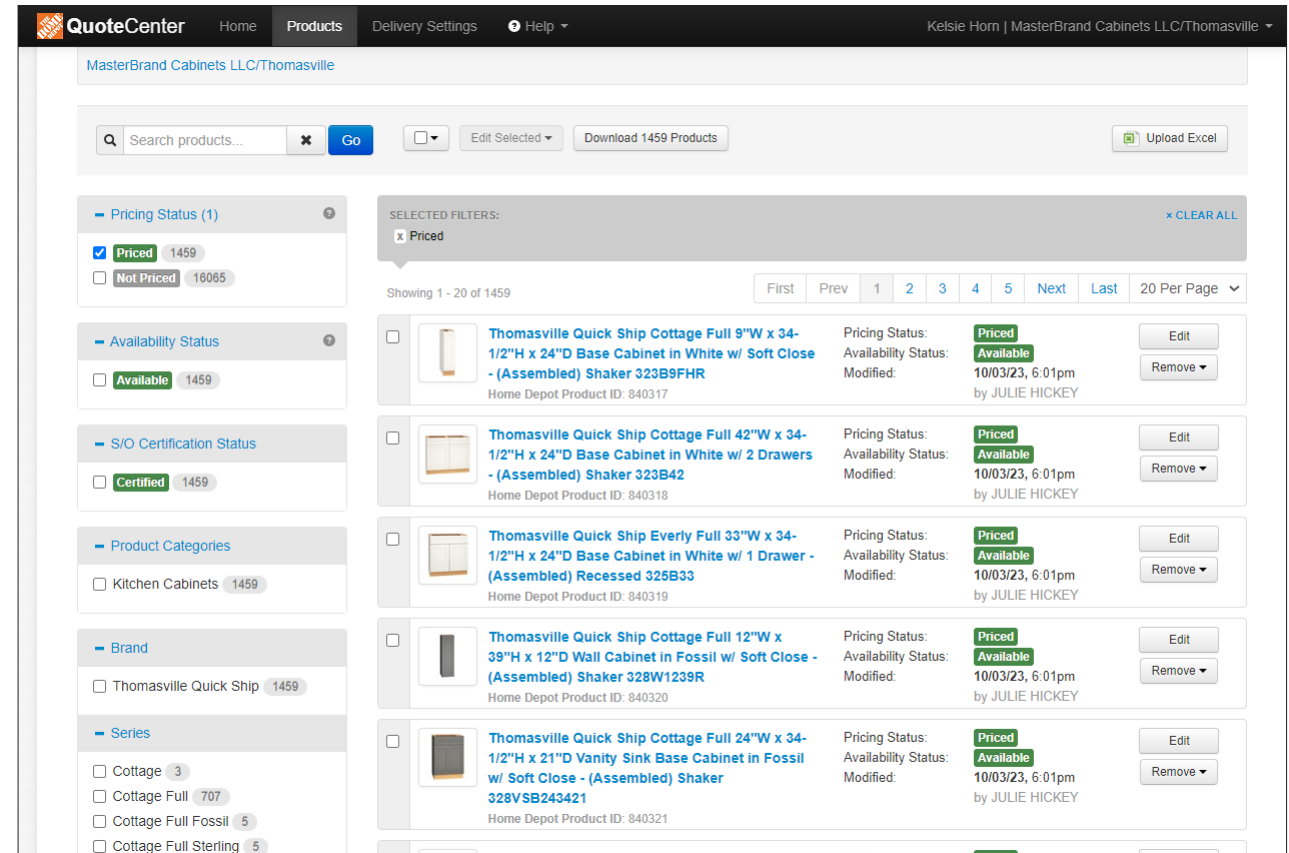 QuoteCenter Home Products Delivery Settings ? Help Kelsie Horn | MasterBrand Cabinets LLC/Thomasville
MasterBrand Cabinets LLC/Thomasville
Search products... Go Edit Selected Download 1459 Products Upload Excel
Pricing Status (1)
Priced 1459
Not Priced 16065
Availability Status
Available 1459
S/O Certification Status
Certified 1459
Product Categories
Kitchen Cabinets 1459
Brand
Thomasville Quick Ship 1459
Series
Cottage 3
Cottage Full 707
Cottage Full Fossil 5
Cottage Full Sterling 5
SELECTED FILTERS: × CLEAR ALL
x Priced
Showing 1 - 20 of 1459 First Prev 1 2 3 4 5 Next Last 20 Per Page
Thomasville Quick Ship Cottage Full 9"W x 34-
1/2"H x 24"D Base Cabinet in White w/ Soft Close
- (Assembled) Shaker 323B9FHR
Home Depot Product ID: 840317
Pricing Status: Priced
Availability Status: Available
Modified: 10/03/23, 6:01pm
by JULIE HICKEY
Edit
Remove
Thomasville Quick Ship Cottage Full 42"W x 34-
1/2"H x 24"D Base Cabinet in White w/ 2 Drawers
- (Assembled) Shaker 323B42
Home Depot Product ID: 840318
Pricing Status: Priced
Availability Status: Available
Modified: 10/03/23, 6:01pm
by JULIE HICKEY
Edit
Remove
Thomasville Quick Ship Everly Full 33"W x 34-
1/2"H x 24"D Base Cabinet in White w/ 1 Drawer -
(Assembled) Recessed 325B33
Home Depot Product ID: 840319
Pricing Status: Priced
Availability Status: Available
Modified: 10/03/23, 6:01pm
by JULIE HICKEY
Edit
Remove
Thomasville Quick Ship Cottage Full 12"W x
39"H x 12"D Wall Cabinet in Fossil w/ Soft Close -
(Assembled) Shaker 328W1239R
Home Depot Product ID: 840320
Pricing Status: Priced
Availability Status: Available
Modified: 10/03/23, 6:01pm
by JULIE HICKEY
Edit
Remove
Thomasville Quick Ship Cottage Full 24"W x 34-
1/2"H x 21"D Vanity Sink Base Cabinet in Fossil
w/ Soft Close - (Assembled) Shaker
328VSB243421
Home Depot Product ID: 840321
Pricing Status: Priced
Availability Status: Available
Modified: 10/03/23, 6:01pm
by JULIE HICKEY
Edit
Remove